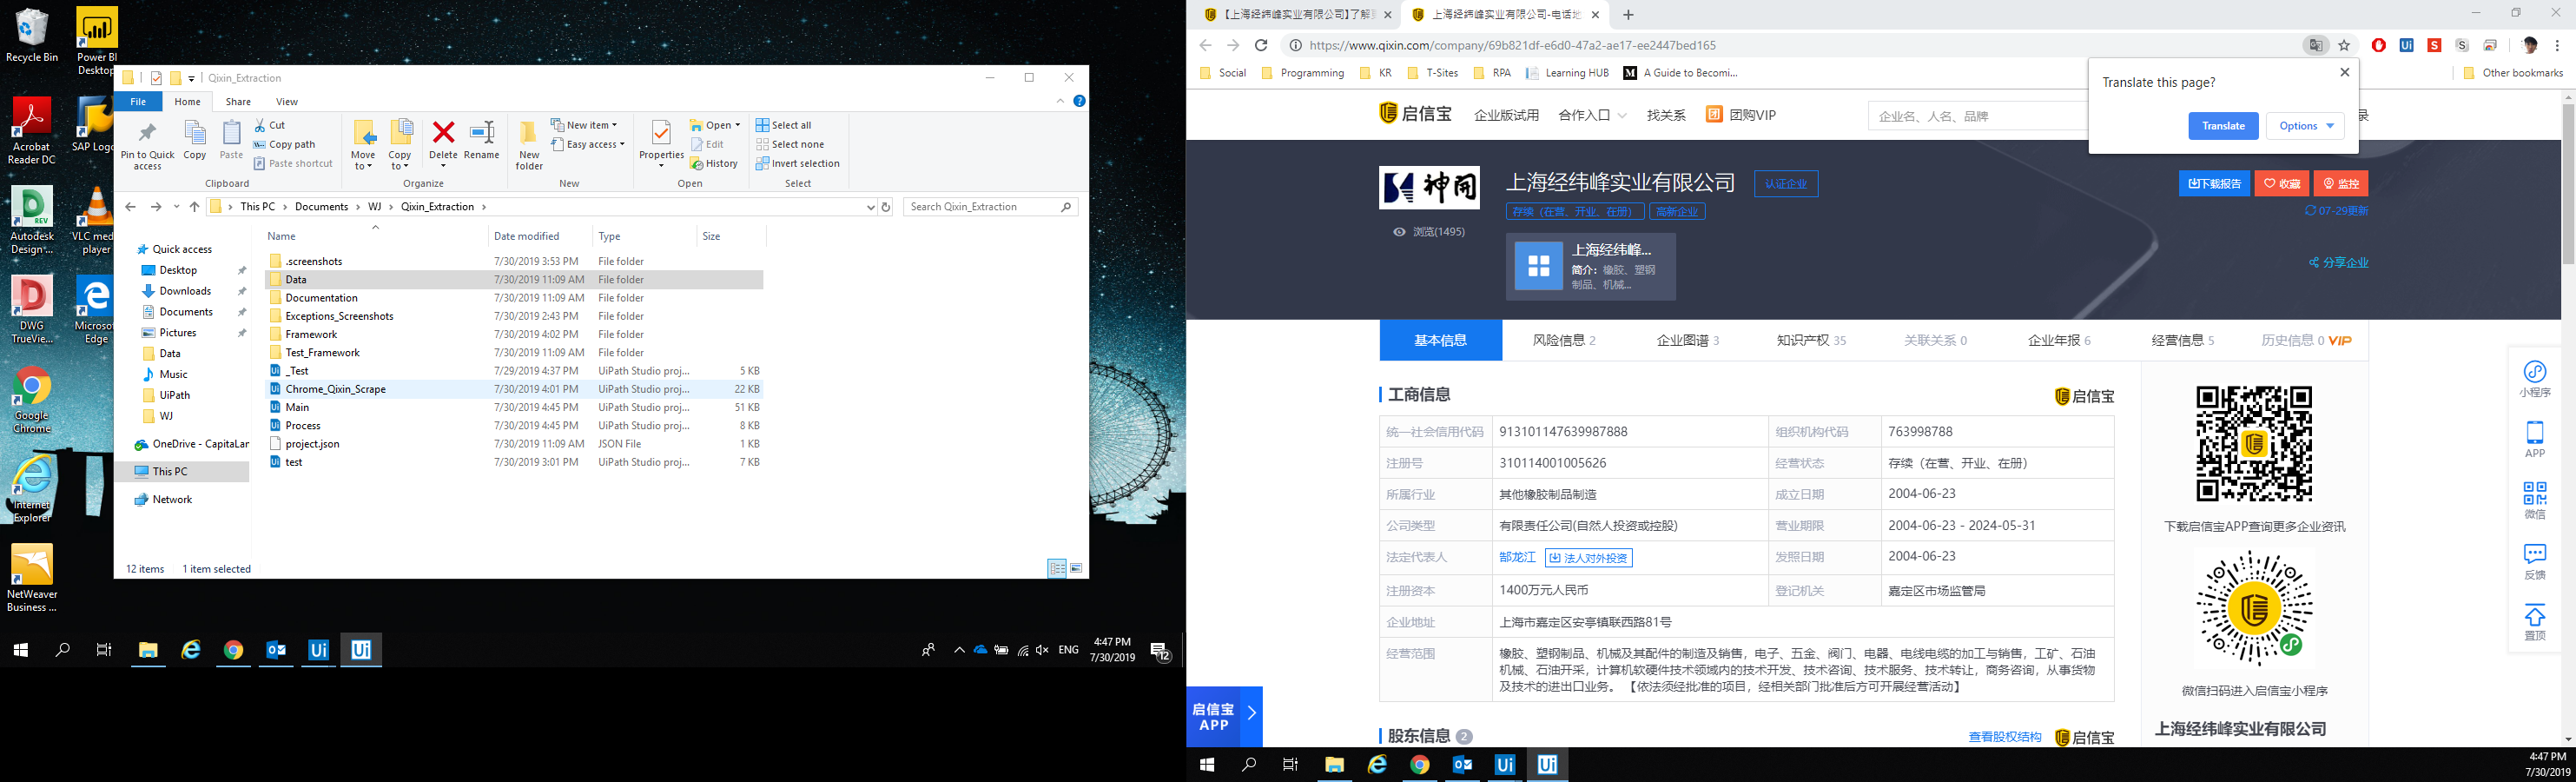 Recycle Bin
Power BI
Desktop
Acrobat
Reader DC
SAP Logo
Autodesk
Design ...
VLC med
player
DWG
TrueVie...
Microso
Edge
Google
Chrome
Internet
Explorer
NetWeaver
Business ...
Qixin_Extraction
File
Home
Share
View
Pin to Quick
access
Copy
Paste
Cut
Copy path
Paste shortcut
Clipboard
Move
to
Copy
to
Delete
Rename
Organize
New
folder
New item
Easy access
New
Properties
Open
Edit
History
Open
Select all
Select none
Invert selection
Select
This PC
Documents
WJ
Qixin_Extraction
Search Qixin_Extraction
Quick access
Desktop
Downloads
Documents
Pictures
Data
Music
UiPath
WJ
OneDrive - CapitaLan
This PC
Network
Name Date modified Type Size
.screenshots 7/30/2019 3:53 PM File folder
Data 7/30/2019 11:09 AM File folder
Documentation 7/30/2019 11:09 AM File folder
Exceptions_Screenshots 7/30/2019 2:43 PM File folder
Framework 7/30/2019 4:02 PM File folder
Test_Framework 7/30/2019 11:09 AM File folder
_Test 7/29/2019 4:37 PM UiPath Studio proj... 5 KB
Chrome_Qixin_Scrape 7/30/2019 4:01 PM UiPath Studio proj... 22 KB
Main 7/30/2019 4:45 PM UiPath Studio proj... 51 KB
Process 7/30/2019 4:45 PM UiPath Studio proj... 8 KB
project.json 7/30/2019 11:09 AM JSON File 1 KB
test 7/30/2019 3:01 PM UiPath Studio proj... 7 KB
12 items
1 item selected
ENG
4:47 PM
7/30/2019
12
【上海经纬峰实业有限公司】了解更
上海经纬峰实业有限公司-电话地
https://www.qixin.com/company/69b821df-e6d0-47a2-ae17-ee2447bed165
Social
Programming
KR
T-Sites
RPA
Learning HUB
A Guide to Becomi...
Other bookmarks
Translate this page?
Translate
Options
启信宝
企业版试用
合作入口
找关系
团购VIP
企业名、人名、品牌
录
神开
浏览(1495)
上海经纬峰实业有限公司
认证企业
存续（在营、开业、在册）
高新企业
上海经纬峰...
简介：橡胶、塑钢
制品、机械...
下载报告
收藏
监控
07-29更新
分享企业
基本信息
风险信息 2
企业图谱 3
知识产权 35
关联关系 0
企业年报 6
经营信息 5
历史信息 0 VIP
工商信息
启信宝
统一社会信用代码 913101147639987888 组织机构代码 763998788
注册号 310114001005626 经营状态 存续（在营、开业、在册）
所属行业 其他橡胶制品制造 成立日期 2004-06-23
公司类型 有限责任公司(自然人投资或控股) 营业期限 2004-06-23 - 2024-05-31
法定代表人 郜龙江 法人对外投资 发照日期 2004-06-23
注册资本 1400万元人民币 登记机关 嘉定区市场监管局
企业地址 上海市嘉定区安亭镇联西路81号
经营范围 橡胶、塑钢制品、机械及其配件的制造及销售，电子、五金、阀门、电器、电线电缆的加工与销售，工矿、石油
机械、石油开采，计算机软硬件技术领域内的技术开发、技术咨询、技术服务、技术转让，商务咨询，从事货物
及技术的进出口业务。 【依法须经批准的项目，经相关部门批准后方可开展经营活动】
股东信息 2
查看股权结构
启信宝
下载启信宝APP查询更多企业资讯
微信扫码进入启信宝小程序
上海经纬峰实业有限公司
小程序
APP
微信
反馈
置顶
启信宝
APP
4:47 PM
7/30/2019